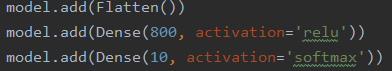 model.add(Flatten())
model.add(Dense(800, activation='relu'))
model.add(Dense(10, activation='softmax'))